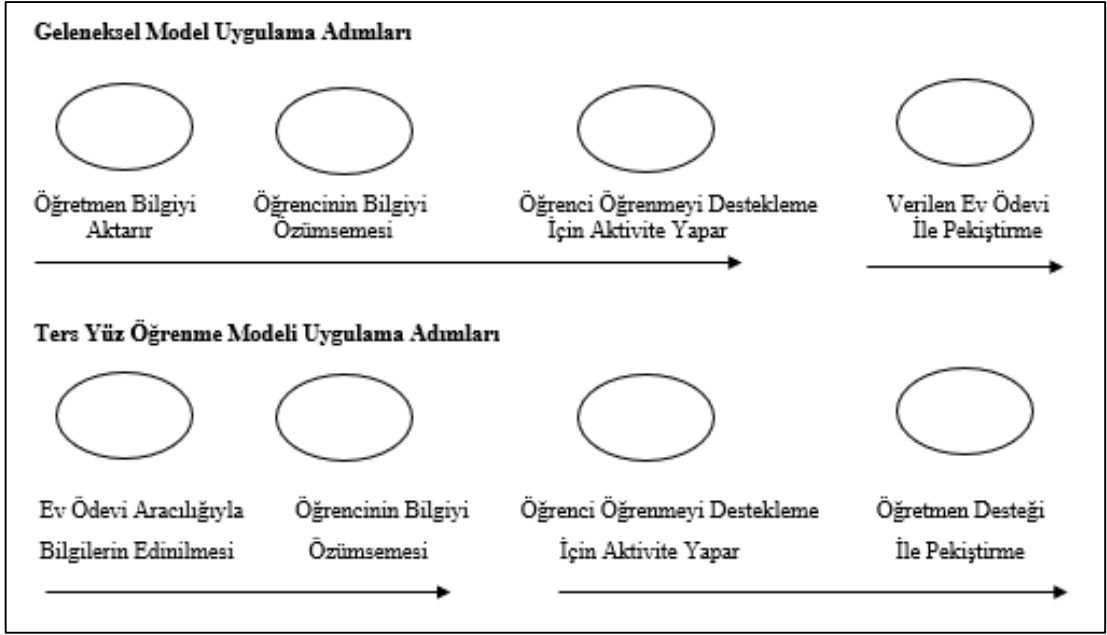 Geleneksel Model Uygulama Adımları
Öğretmen Bilgiyi
Aktarır
Öğrencinin Bilgiyi
Özümsemesi
Öğrenci Öğrenmeyi Destekleme
İçin Aktivite Yapar
Verilen Ev Ödevi
İle Pekiştirme
Ters Yüz Öğrenme Modeli Uygulama Adımları
Ev Ödevi Aracılığıyla
Bilgilerin Edinilmesi
Öğrencinin Bilgiyi
Özümsemesi
Öğrenci Öğrenmeyi Destekleme
İçin Aktivite Yapar
Öğretmen Desteği
İle Pekiştirme